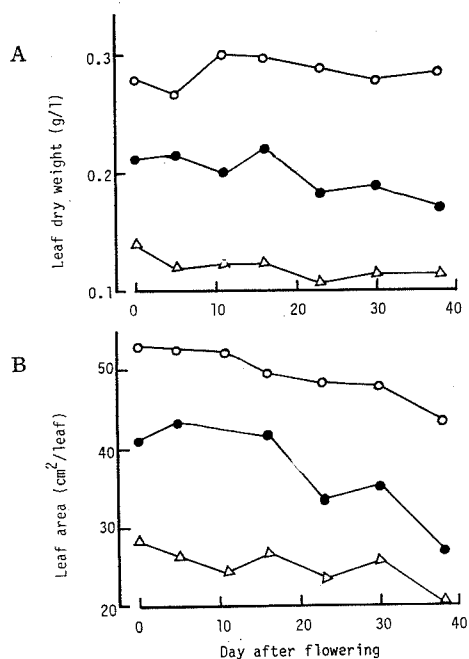 A
Leaf dry weight (g/l)
0.3
0.2
0.1
0 10 20 30 40
B
Leaf area (cm²/leaf)
50
40
30
20
0 10 20 30 40
Day after flowering